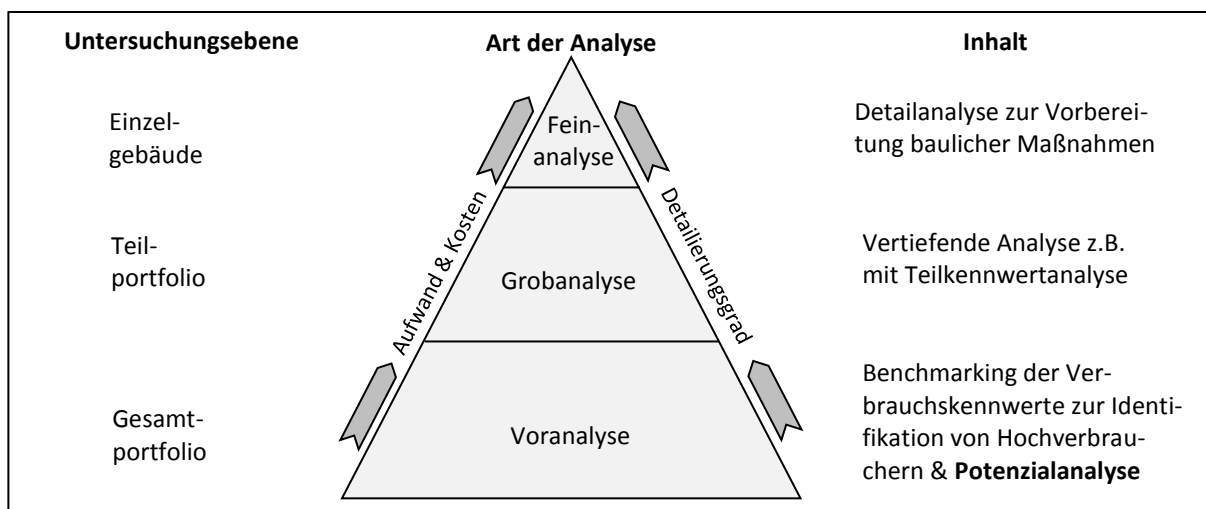 Untersuchungsebene
Art der Analyse
Inhalt
Einzel-
gebäude
Fein-
analyse
Detailanalyse zur Vorberei-
tung baulicher Maßnahmen
Aufwand & Kosten
Detailierungsgrad
Teil-
portfolio
Grobanalyse
Vertiefende Analyse z.B.
mit Teilkennwertanalyse
Gesamt-
portfolio
Voranalyse
Benchmarking der Ver-
brauchskennwerte zur Identi-
fikation von Hochverbrau-
chern & Potenzialanalyse